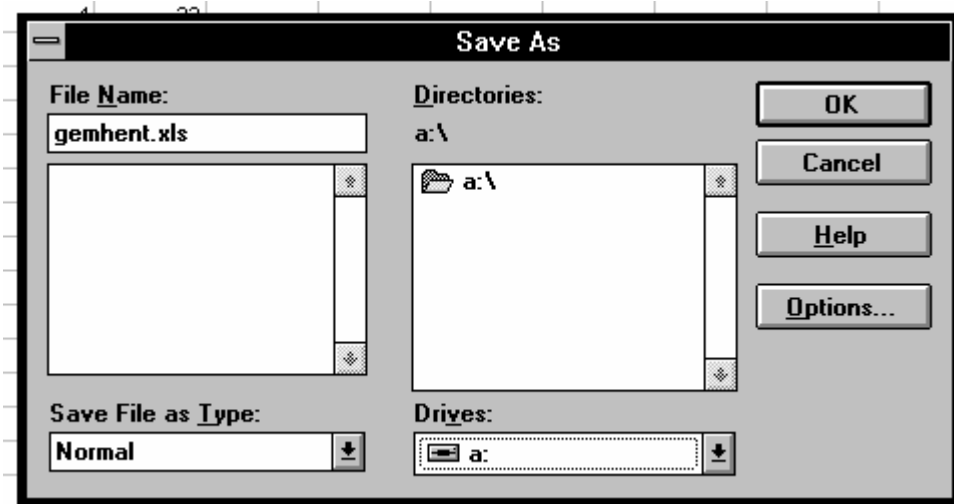 Save As
File Name:
gemhent.xls
Save File as Type:
Normal
Directories:
a:\
a:\
Drives:
a:
OK
Cancel
Help
Options...